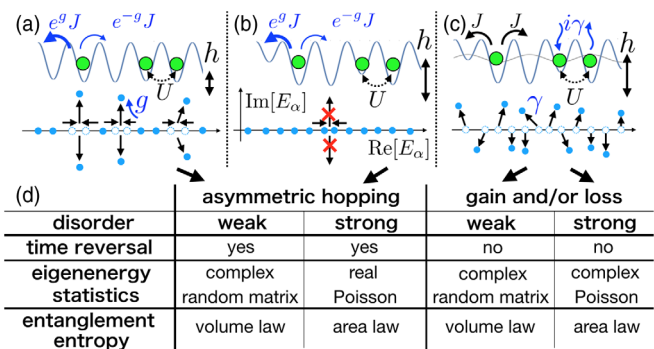 (a) e^g J e^{-g} J h U g
(b) e^g J e^{-g} J U Im[E_α] Re[E_α]
(c) J J iγ h U γ
(d) asymmetric hopping gain and/or loss
disorder weak strong weak strong
time reversal yes yes no no
eigenenergy complex real complex complex
statistics random matrix Poisson random matrix Poisson
entanglement volume law area law volume law area law
entropy